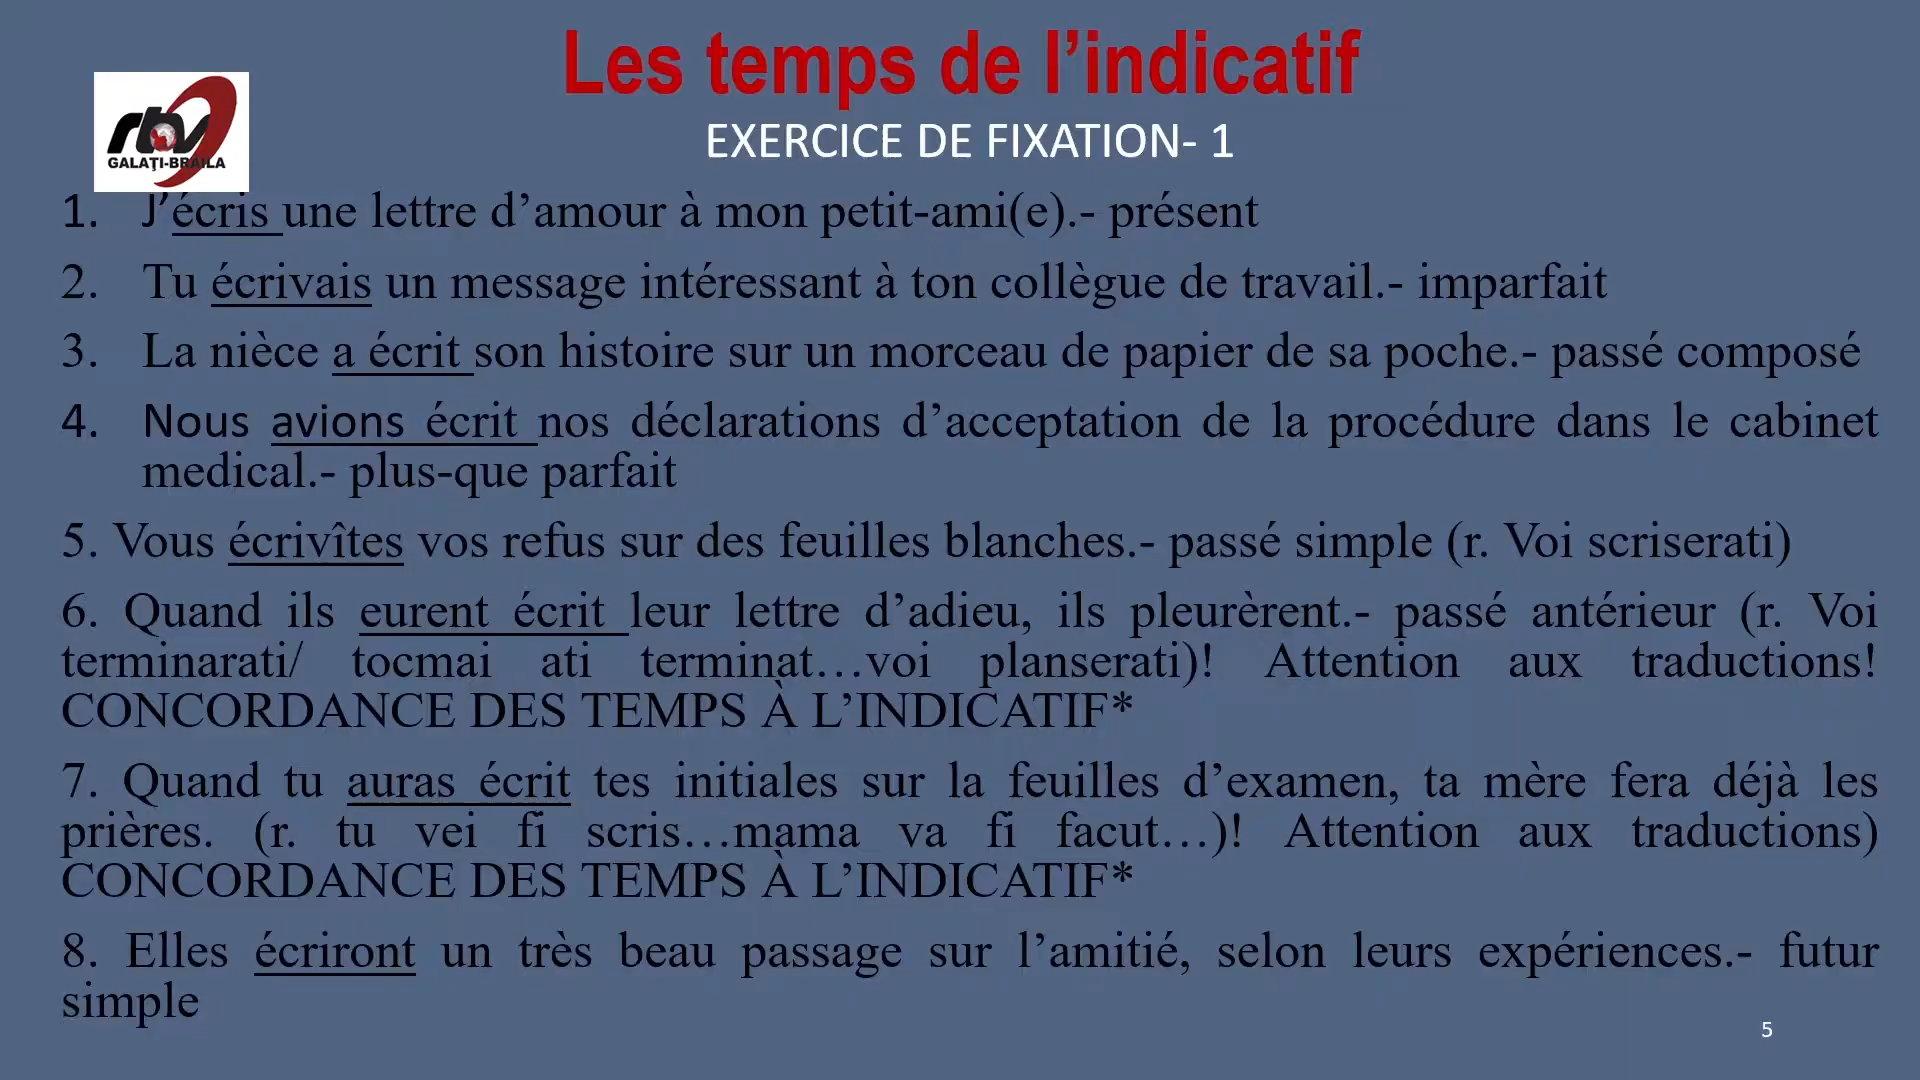 Les temps de l’indicatif
EXERCICE DE FIXATION- 1
rtv
GALAŢI-BRĂILA
1. J’écris une lettre d’amour à mon petit-ami(e).- présent
2. Tu écrivais un message intéressant à ton collègue de travail.- imparfait
3. La nièce a écrit son histoire sur un morceau de papier de sa poche.- passé composé
4. Nous avions écrit nos déclarations d’acceptation de la procédure dans le cabinet
medical.- plus-que parfait
5. Vous écrivîtes vos refus sur des feuilles blanches.- passé simple (r. Voi scriserati)
6. Quand ils eurent écrit leur lettre d’adieu, ils pleurèrent.- passé antérieur (r. Voi
terminarati/ tocmai ati terminat…voi planserati)! Attention aux traductions!
CONCORDANCE DES TEMPS À L’INDICATIF*
7. Quand tu auras écrit tes initiales sur la feuilles d’examen, ta mère fera déjà les
prières. (r. tu vei fi scris…mama va fi facut…)! Attention aux traductions)
CONCORDANCE DES TEMPS À L’INDICATIF*
8. Elles écriront un très beau passage sur l’amitié, selon leurs expériences.- futur
simple
5